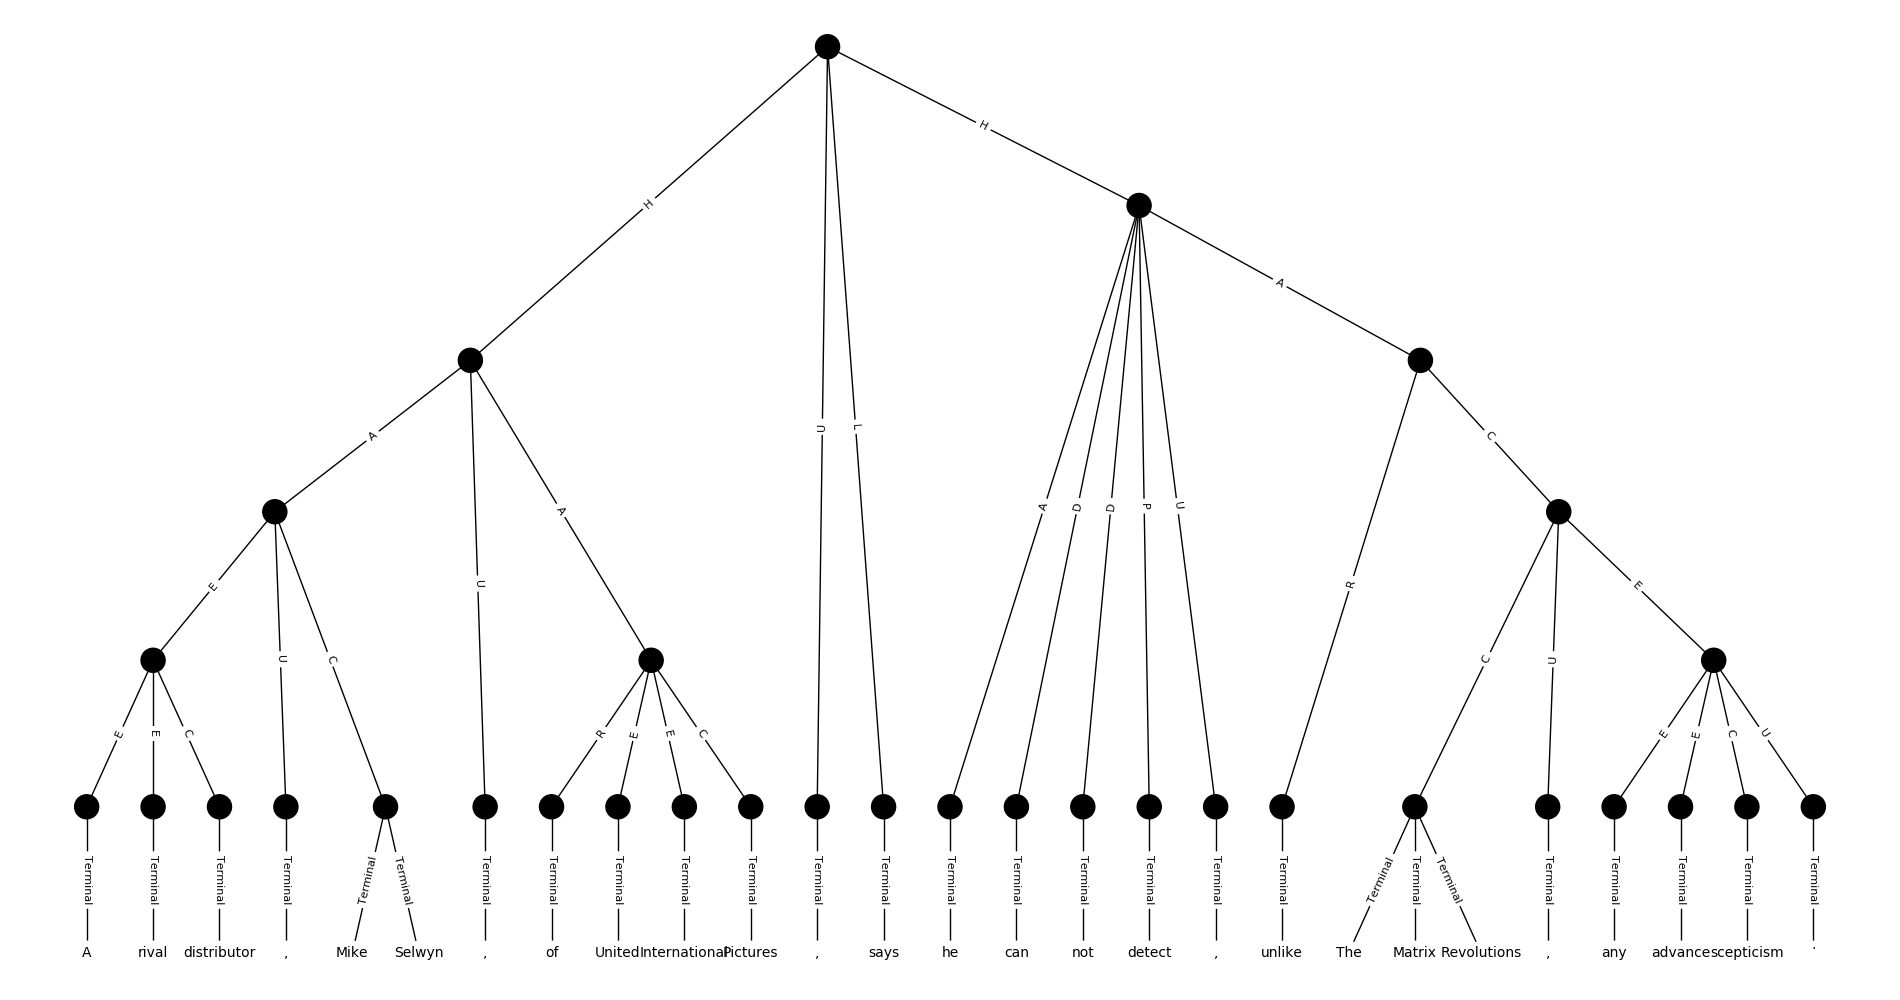 H
H
A
A
U
L
C
A
A
D
D
P
U
E
U
R
E
U
C
C
U
E
E
C
R
E
E
C
E
E
C
U
Terminal Terminal Terminal Terminal Terminal Terminal Terminal Terminal Terminal Terminal Terminal Terminal Terminal Terminal Terminal Terminal Terminal Terminal Terminal Terminal Terminal Terminal Terminal Terminal Terminal Terminal Terminal
A rival distributor , Mike Selwyn , of United International Pictures , says he can not detect , unlike The Matrix Revolutions , any advance scepticism .